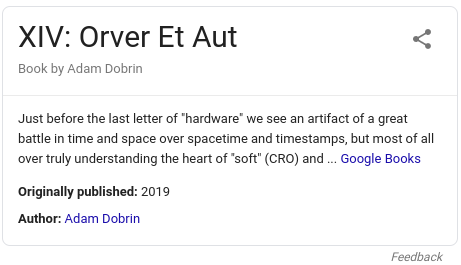 XIV: Orver Et Aut
Book by Adam Dobrin
Just before the last letter of "hardware" we see an artifact of a great
battle in time and space over spacetime and timestamps, but most of all
over truly understanding the heart of "soft" (CRO) and ... Google Books
Originally published: 2019
Author: Adam Dobrin
Feedback